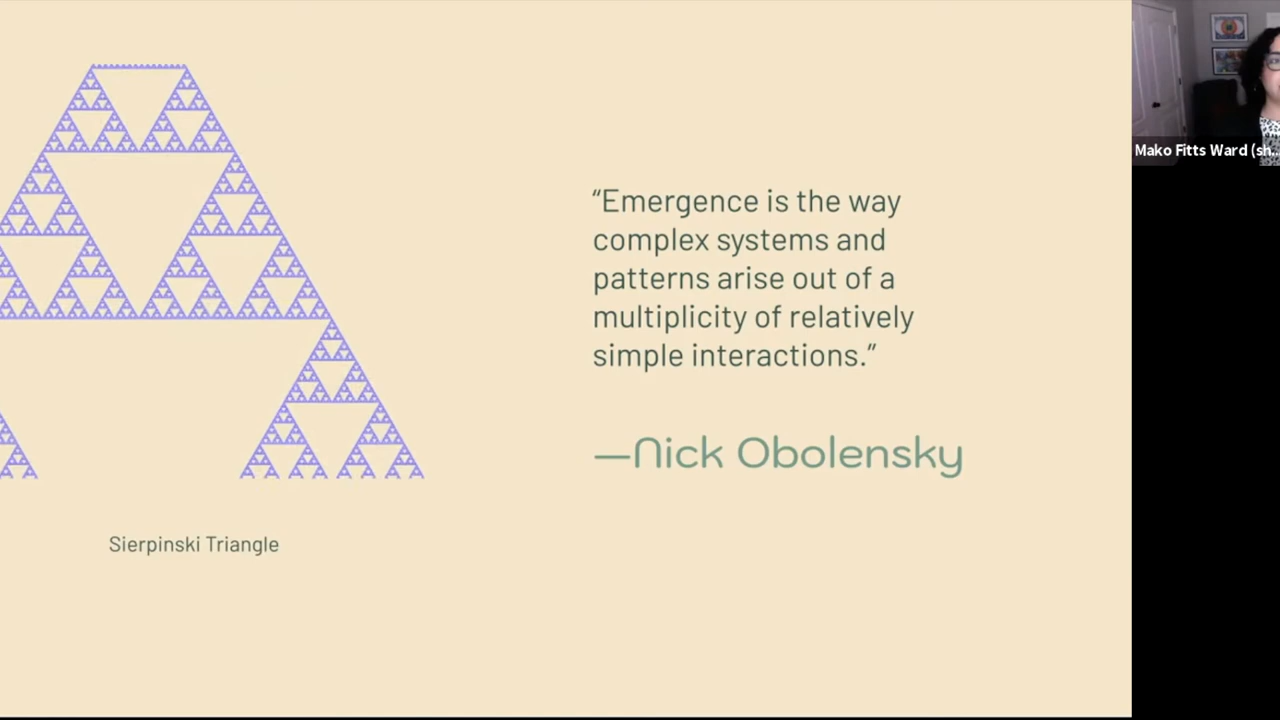 “Emergence is the way
complex systems and
patterns arise out of a
multiplicity of relatively
simple interactions.”
—Nick Obolensky
Sierpinski Triangle
Mako Fitts Ward (sh...